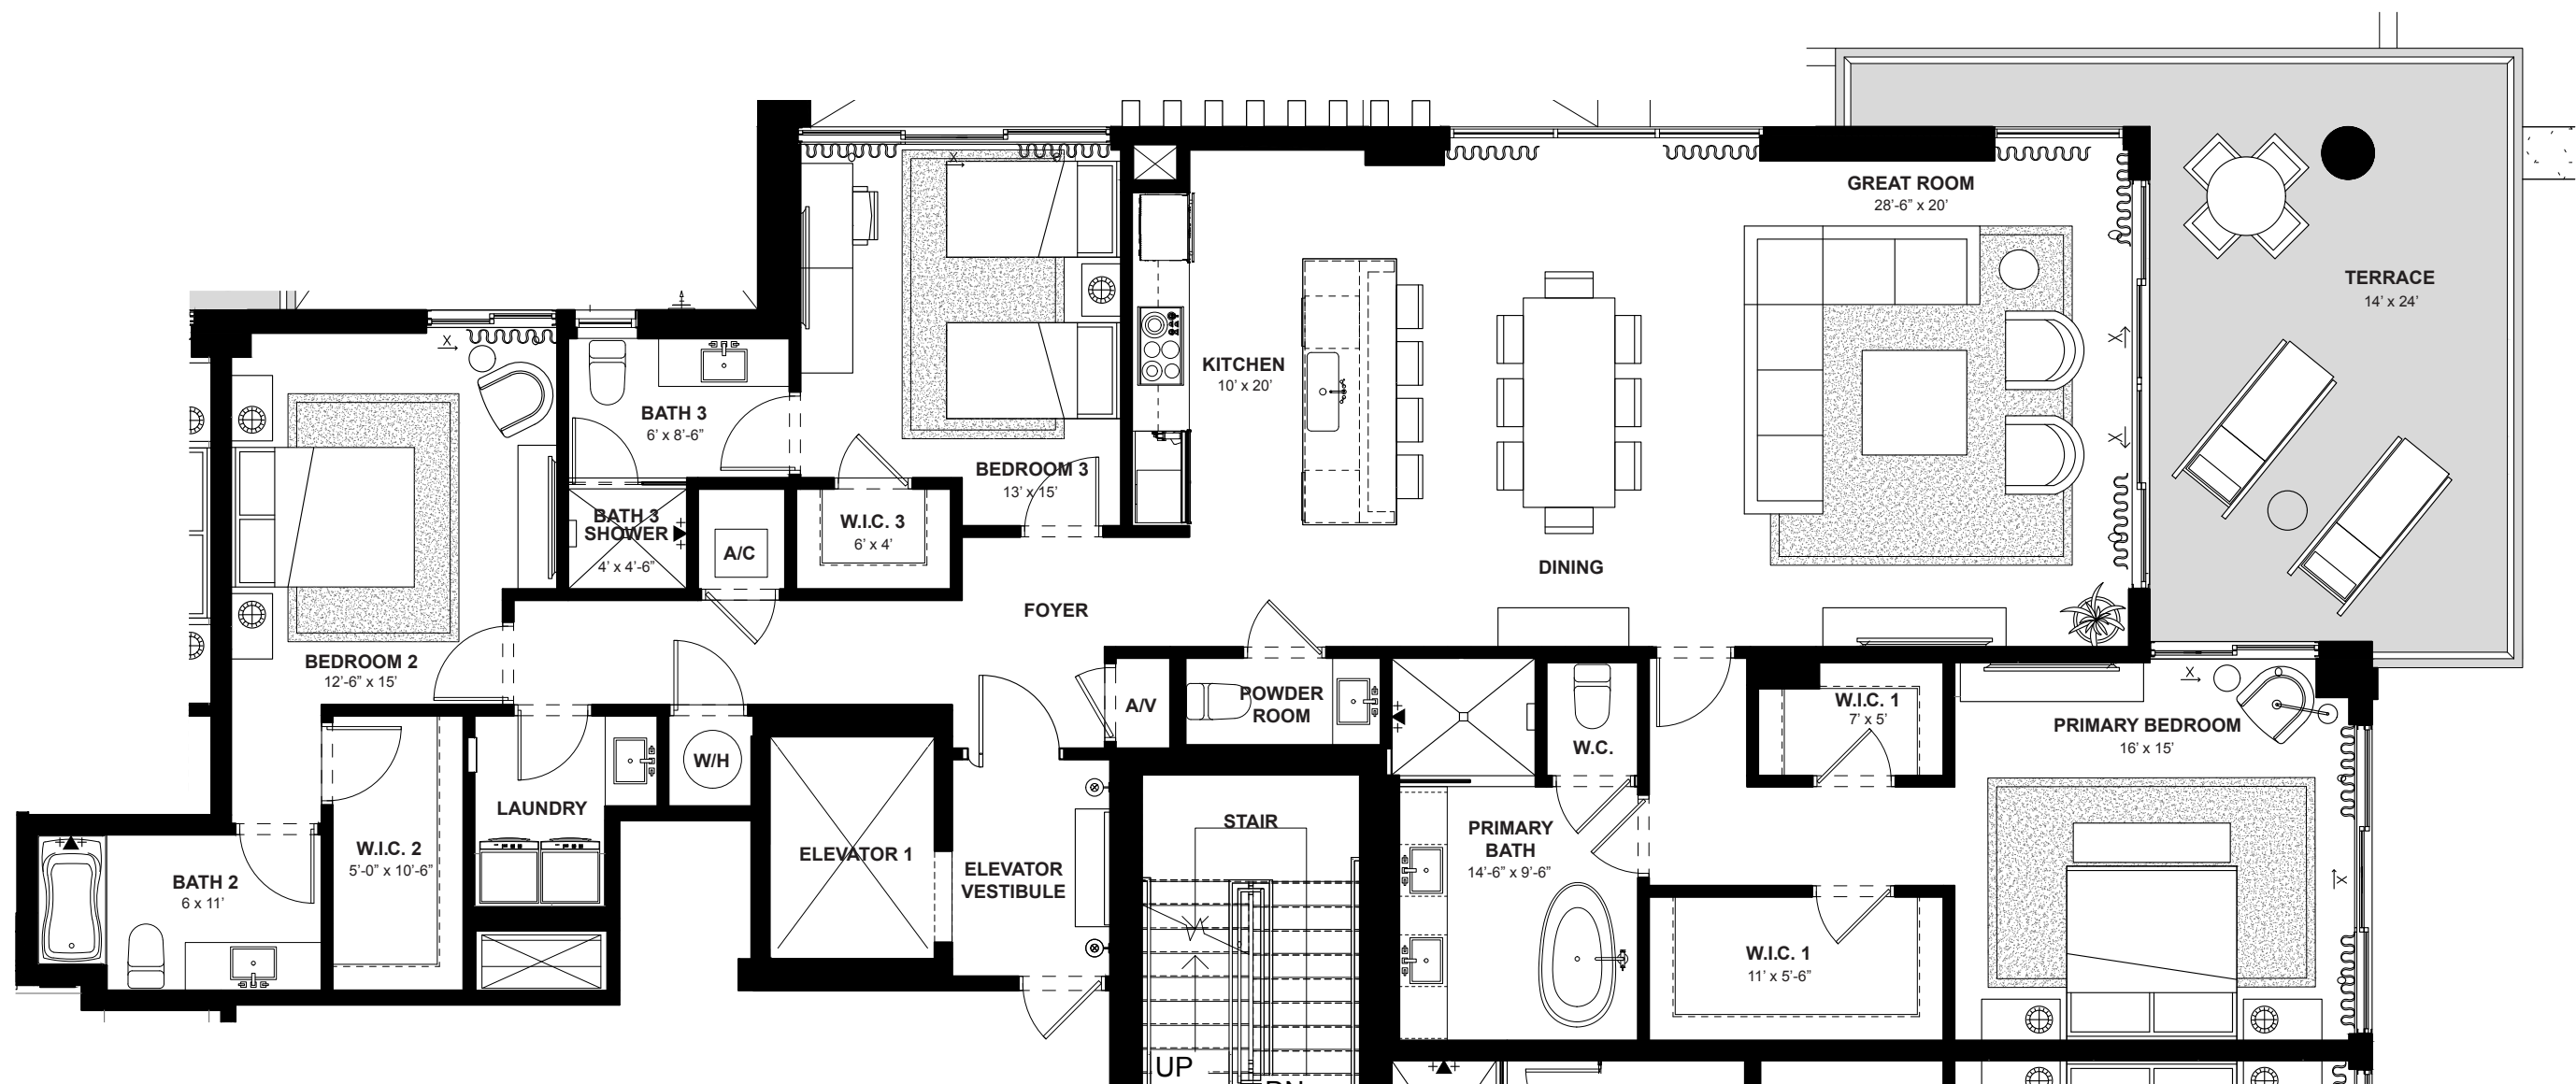 GREAT ROOM
28'-6" x 20'
TERRACE
14' x 24'
KITCHEN
10' x 20'
BATH 3
6' x 8'-6"
BEDROOM 3
13' x 15'
BATH 3
SHOWER
4' x 4'-6"
A/C
W.I.C. 3
6' x 4'
DINING
FOYER
BEDROOM 2
12'-6" x 15'
A/V
POWDER
ROOM
W.C.
W.I.C. 1
7' x 5'
PRIMARY BEDROOM
16' x 15'
W/H
LAUNDRY
STAIR
PRIMARY
BATH
14'-6" x 9'-6"
W.I.C. 2
5'-0" x 10'-6"
ELEVATOR 1
ELEVATOR
VESTIBULE
BATH 2
6 x 11'
W.I.C. 1
11' x 5'-6"
UP
X
X
X
X
X
X